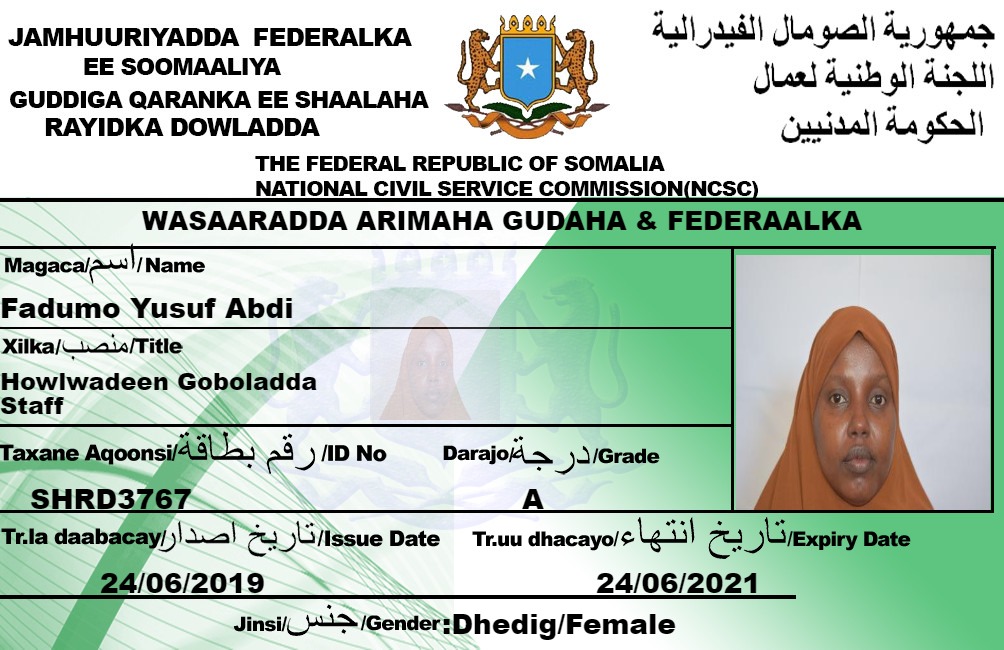 JAMHUURIYADDA FEDERALKA
EE SOOMAALIYA
GUDDIGA QARANKA EE SHAALAHA
RAYIDKA DOWLADDA
جمهورية الصومال الفيدرالية
اللجنة الوطنية لعمال
الحكومة المدنيين
THE FEDERAL REPUBLIC OF SOMALIA
NATIONAL CIVIL SERVICE COMMISSION(NCSC)
WASAARADDA ARIMAHA GUDAHA & FEDERAALKA
Magaca/اسم/Name
Fadumo Yusuf Abdi
Xilka/منصب/Title
Howlwadeen Goboladda
Staff
Taxane Aqoonsi/رقم بطاقة/ID No
Darajo/درجة/Grade
SHRD3767
A
Tr.la daabacay/تاريخ اصدار/Issue Date
Tr.uu dhacayo/تاريخ انتهاء/Expiry Date
24/06/2019
24/06/2021
Jinsi/جنس/Gender:Dhedig/Female